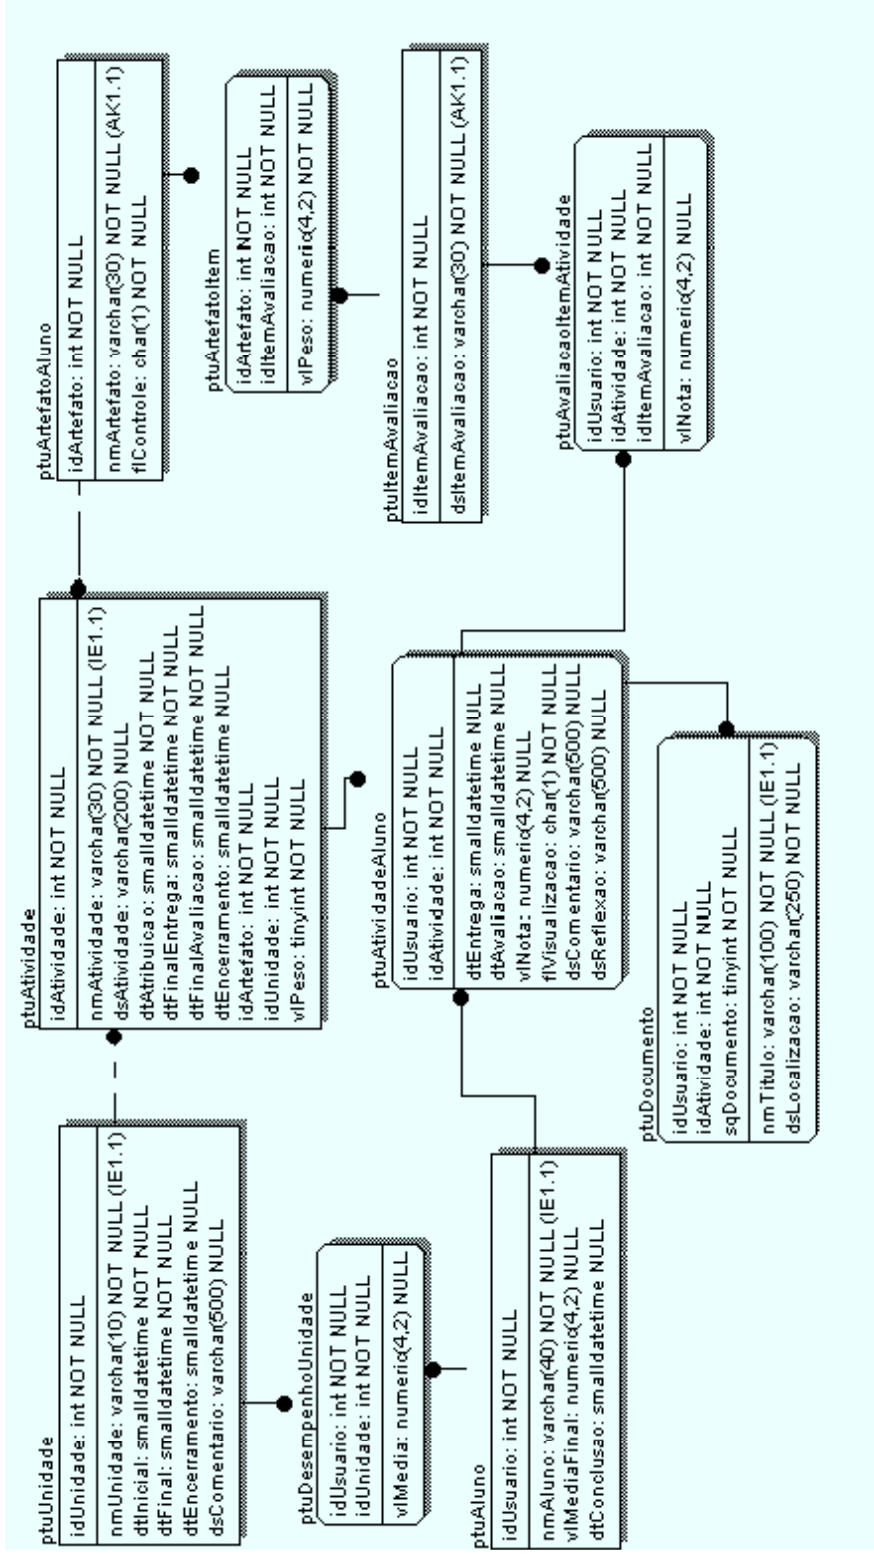 ptuUnidade
idUnidade: int NOT NULL
nmUnidade: varchar(10) NOT NULL (IE1.1)
dtInicial: smalldatetime NOT NULL
dtFinal: smalldatetime NOT NULL
dtEncerramento: smalldatetime NULL
dsComentario: varchar(500) NULL
ptuAtividade
idAtividade: int NOT NULL
nmAtividade: varchar(30) NOT NULL (IE1.1)
dsAtividade: varchar(200) NULL
dtAtribuicao: smalldatetime NOT NULL
dtFinalEntrega: smalldatetime NOT NULL
dtFinalAvaliacao: smalldatetime NOT NULL
dtEncerramento: smalldatetime NULL
idArtefato: int NOT NULL
idUnidade: int NOT NULL
vlPeso: tinyint NOT NULL
ptuArtefatoAluno
idArtefato: int NOT NULL
nmArtefato: varchar(30) NOT NULL (AK1.1)
flControle: char(1) NOT NULL
ptuArtefatoItem
idArtefato: int NOT NULL
idItemAvaliacao: int NOT NULL
vlPeso: numeric(4,2) NOT NULL
ptuDesempenhoUnidade
idUsuario: int NOT NULL
idUnidade: int NOT NULL
vlMedia: numeric(4,2) NULL
ptuAtividadeAluno
idUsuario: int NOT NULL
idAtividade: int NOT NULL
dtEntrega: smalldatetime NULL
dtAvaliacao: smalldatetime NULL
vlNota: numeric(4,2) NULL
flVisualizacao: char(1) NOT NULL
dsComentario: varchar(500) NULL
dsReflexao: varchar(500) NULL
ptuItemAvaliacao
idItemAvaliacao: int NOT NULL
dsItemAvaliacao: varchar(30) NOT NULL (AK1.1)
ptuAluno
idUsuario: int NOT NULL
nmAluno: varchar(40) NOT NULL (IE1.1)
vlMediaFinal: numeric(4,2) NULL
dtConclusao: smalldatetime NULL
ptuAvaliacaoItemAtividade
idUsuario: int NOT NULL
idAtividade: int NOT NULL
idItemAvaliacao: int NOT NULL
vlNota: numeric(4,2) NULL
ptuDocumento
idUsuario: int NOT NULL
idAtividade: int NOT NULL
sqDocumento: tinyint NOT NULL
nmTitulo: varchar(100) NOT NULL (IE1.1)
dsLocalizacao: varchar(250) NOT NULL